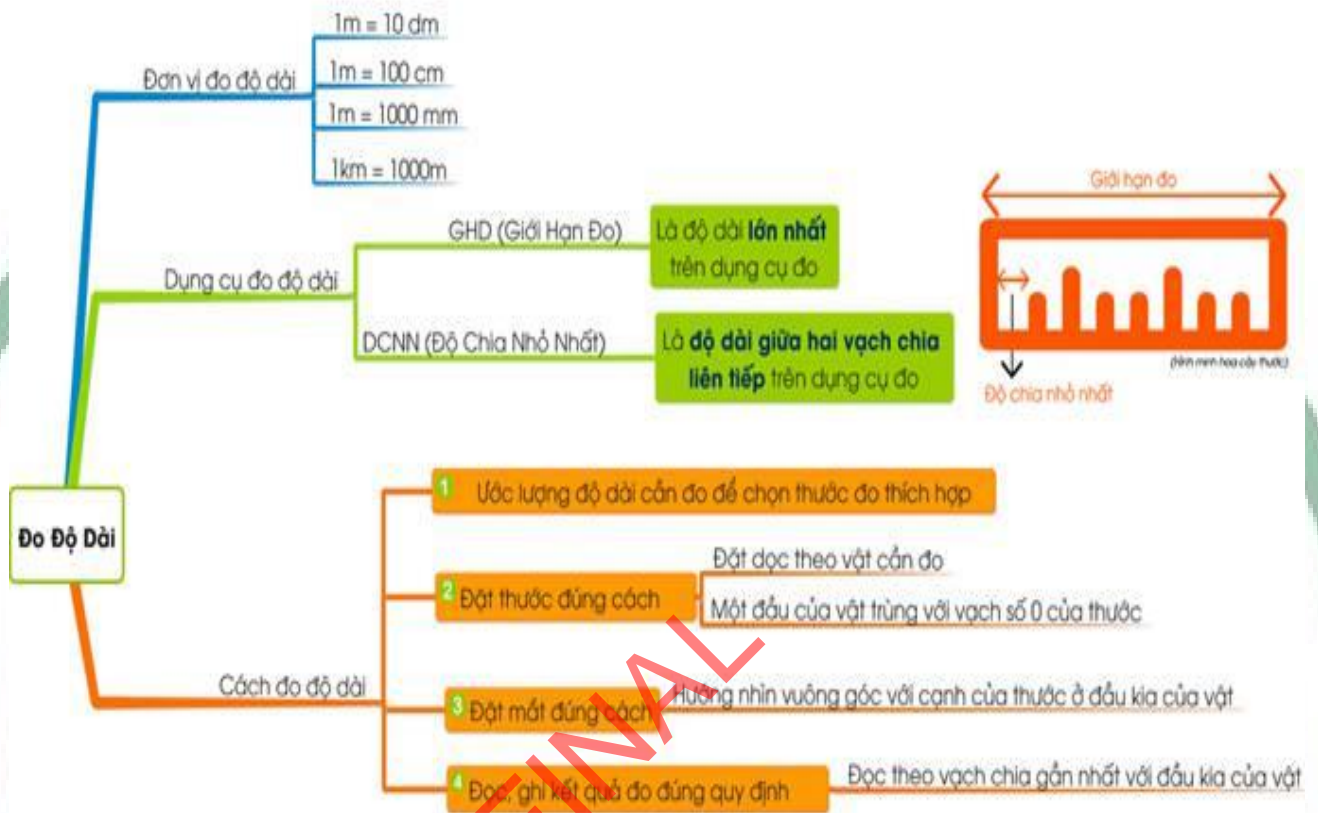 1m = 10 dm
1m = 100 cm
1m = 1000 mm
1km = 1000m
Đơn vị đo độ dài
Dụng cụ đo độ dài
GHD (Giới Hạn Đo)
Là độ dài lớn nhất
trên dụng cụ đo
DCNN (Độ Chia Nhỏ Nhất)
Là độ dài giữa hai vạch chia
liên tiếp trên dụng cụ đo
Giới hạn đo
(Hình minh hoạ cây thước)
Độ chia nhỏ nhất
Đo Độ Dài
Cách đo độ dài
1 Ước lượng độ dài cần đo để chọn thước đo thích hợp
2 Đặt thước đúng cách
Đặt dọc theo vật cần đo
Một đầu của vật trùng với vạch số 0 của thước
3 Đặt mắt đúng cách
Hướng nhìn vuông góc với cạnh của thước ở đầu kia của vật
4 Đọc, ghi kết quả đo đúng quy định
Đọc theo vạch chia gần nhất với đầu kia của vật
FINAL